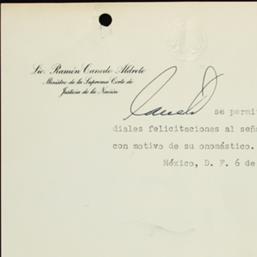 Lic. Ramón Canedo Aldrete
Ministro de la Suprema Corte de
Justicia de la Nación
se permi
diales felicitaciones al seño
con motivo de su onomástico.
México, D. F. 6 de